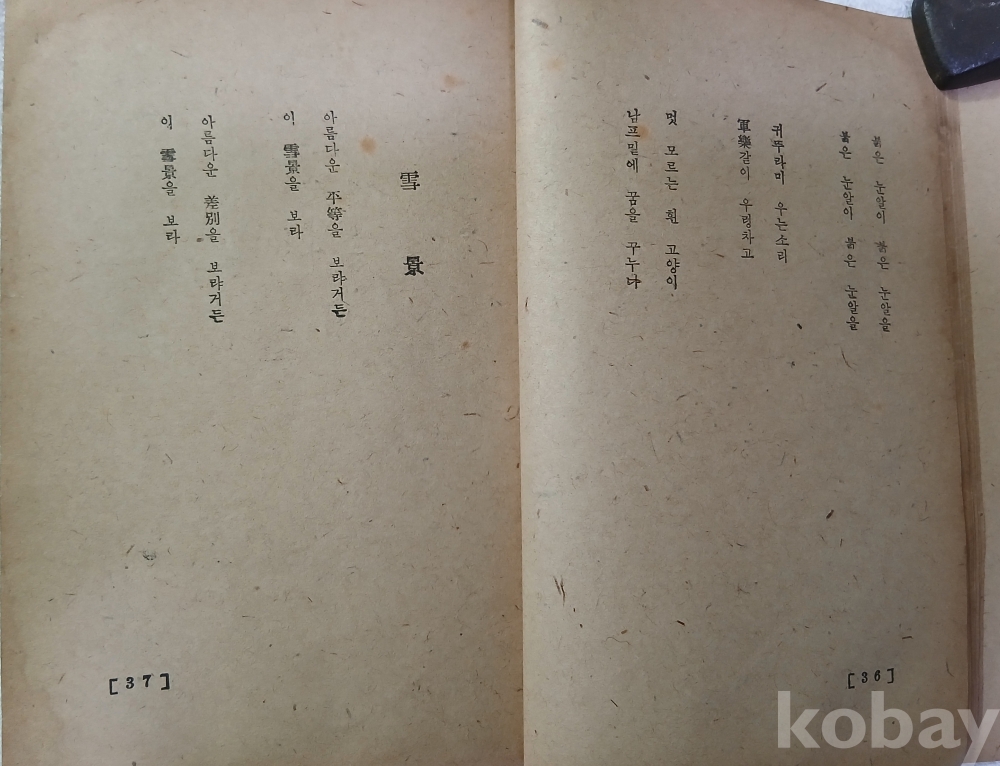 붉은 눈알이 붉은 눈알을
붉은 눈알이 붉은 눈알을
귀뚜라미 우는소리
軍樂같이 우렁차고
멋 모르는 흰 고양이
남프밑에 꿈을 꾸누나
[36]
雪景
아름다운 平等을 보랴거든
이 雪景을 보라
아름다운 差別을 보랴거든
이 雪景을 보라
[37]
kobay